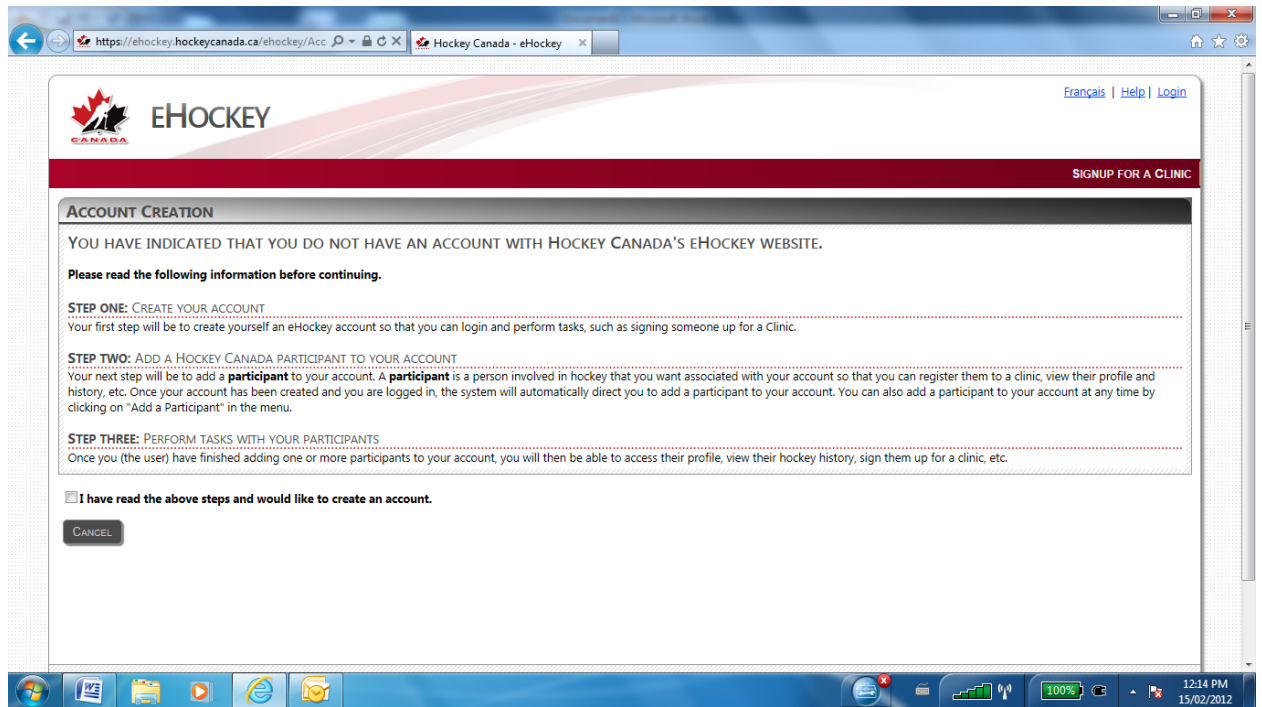 https://ehockey.hockeycanada.ca/ehockey/Acc
Hockey Canada - eHockey
Français | Help | Login
CANADA
EHOCKEY
SIGNUP FOR A CLINIC
ACCOUNT CREATION
YOU HAVE INDICATED THAT YOU DO NOT HAVE AN ACCOUNT WITH HOCKEY CANADA'S EHOCKEY WEBSITE.
Please read the following information before continuing.
STEP ONE: CREATE YOUR ACCOUNT
Your first step will be to create yourself an eHockey account so that you can login and perform tasks, such as signing someone up for a Clinic.
STEP TWO: ADD A HOCKEY CANADA PARTICIPANT TO YOUR ACCOUNT
Your next step will be to add a participant to your account. A participant is a person involved in hockey that you want associated with your account so that you can register them to a clinic, view their profile and
history, etc. Once your account has been created and you are logged in, the system will automatically direct you to add a participant to your account. You can also add a participant to your account at any time by
clicking on "Add a Participant" in the menu.
STEP THREE: PERFORM TASKS WITH YOUR PARTICIPANTS
Once you (the user) have finished adding one or more participants to your account, you will then be able to access their profile, view their hockey history, sign them up for a clinic, etc.
I have read the above steps and would like to create an account.
CANCEL
100%
12:14 PM
15/02/2012